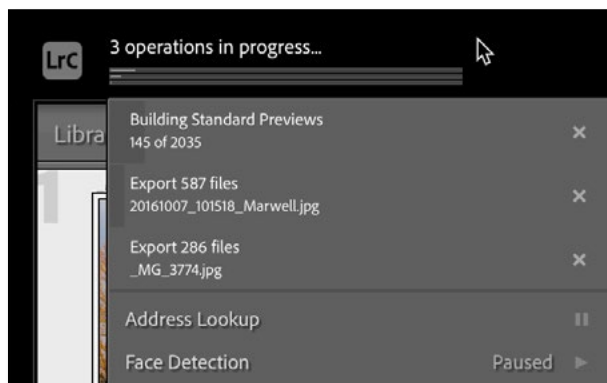 LrC
3 operations in progress...
Libra
Building Standard Previews
145 of 2035
1
Export 587 files
20161007_101518_Marwell.jpg
Export 286 files
_MG_3774.jpg
Address Lookup
Face Detection Paused